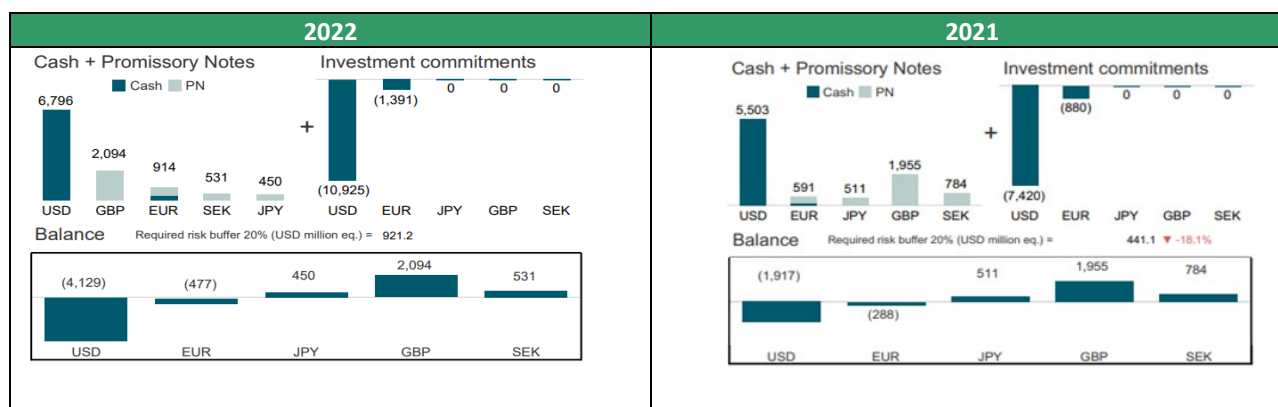 2022
Cash + Promissory Notes
Cash PN
6,796
2,094
914
531
450
USD GBP EUR SEK JPY
+
Investment commitments
(1,391)
0 0 0
(10,925)
USD EUR JPY GBP SEK
Balance Required risk buffer 20% (USD million eq.) = 921.2
(4,129) (477) 450 2,094 531
USD EUR JPY GBP SEK
2021
Cash + Promissory Notes
Cash PN
5,503
591
511
1,955
784
USD EUR JPY GBP SEK
+
Investment commitments
(880)
0 0 0
(7,420)
USD EUR JPY GBP SEK
Balance Required risk buffer 20% (USD million eq.) = 441.1 ▼ -18.1%
(1,917) (288) 511 1,955 784
USD EUR JPY GBP SEK